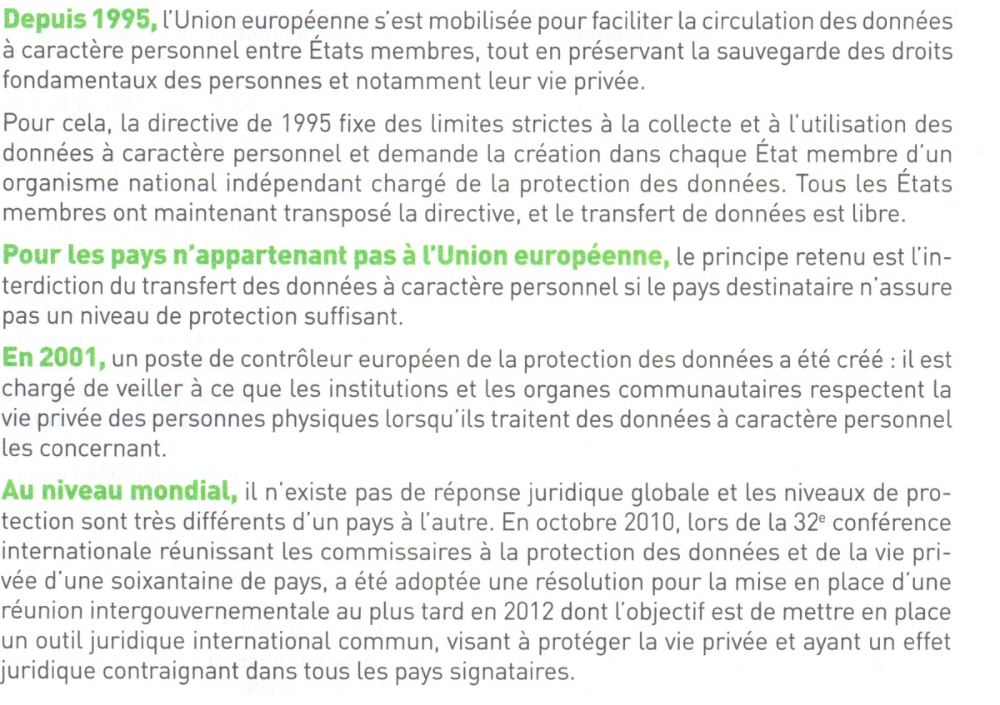 Depuis 1995, l'Union européenne s'est mobilisée pour faciliter la circulation des données
à caractère personnel entre États membres, tout en préservant la sauvegarde des droits
fondamentaux des personnes et notamment leur vie privée.
Pour cela, la directive de 1995 fixe des limites strictes à la collecte et à l'utilisation des
données à caractère personnel et demande la création dans chaque État membre d'un
organisme national indépendant chargé de la protection des données. Tous les États
membres ont maintenant transposé la directive, et le transfert de données est libre.
Pour les pays n'appartenant pas à l'Union européenne, le principe retenu est l'in-
terdiction du transfert des données à caractère personnel si le pays destinataire n'assure
pas un niveau de protection suffisant.
En 2001, un poste de contrôleur européen de la protection des données a été créé : il est
chargé de veiller à ce que les institutions et les organes communautaires respectent la
vie privée des personnes physiques lorsqu'ils traitent des données à caractère personnel
les concernant.
Au niveau mondial, il n'existe pas de réponse juridique globale et les niveaux de pro-
tection sont très différents d'un pays à l'autre. En octobre 2010, lors de la 32e conférence
internationale réunissant les commissaires à la protection des données et de la vie pri-
vée d'une soixantaine de pays, a été adoptée une résolution pour la mise en place d'une
réunion intergouvernementale au plus tard en 2012 dont l'objectif est de mettre en place
un outil juridique international commun, visant à protéger la vie privée et ayant un effet
juridique contraignant dans tous les pays signataires.